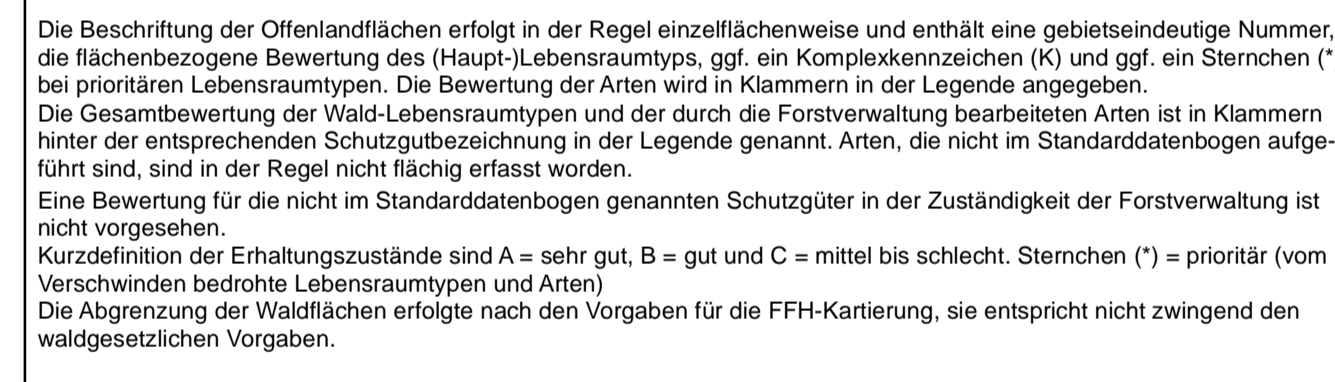 Die Beschriftung der Offenlandflächen erfolgt in der Regel einzelflächenweise und enthält eine gebietseindeutige Nummer,
die flächenbezogene Bewertung des (Haupt-)Lebensraumtyps, ggf. ein Komplexkennzeichen (K) und ggf. ein Sternchen (*
bei prioritären Lebensraumtypen. Die Bewertung der Arten wird in Klammern in der Legende angegeben.
Die Gesamtbewertung der Wald-Lebensraumtypen und der durch die Forstverwaltung bearbeiteten Arten ist in Klammern
hinter der entsprechenden Schutzgutbezeichnung in der Legende genannt. Arten, die nicht im Standarddatenbogen aufge-
führt sind, sind in der Regel nicht flächig erfasst worden.
Eine Bewertung für die nicht im Standarddatenbogen genannten Schutzgüter in der Zuständigkeit der Forstverwaltung ist
nicht vorgesehen.
Kurzdefinition der Erhaltungszustände sind A = sehr gut, B = gut und C = mittel bis schlecht. Sternchen (*) = prioritär (vom
Verschwinden bedrohte Lebensraumtypen und Arten)
Die Abgrenzung der Waldflächen erfolgte nach den Vorgaben für die FFH-Kartierung, sie entspricht nicht zwingend den
waldgesetzlichen Vorgaben.